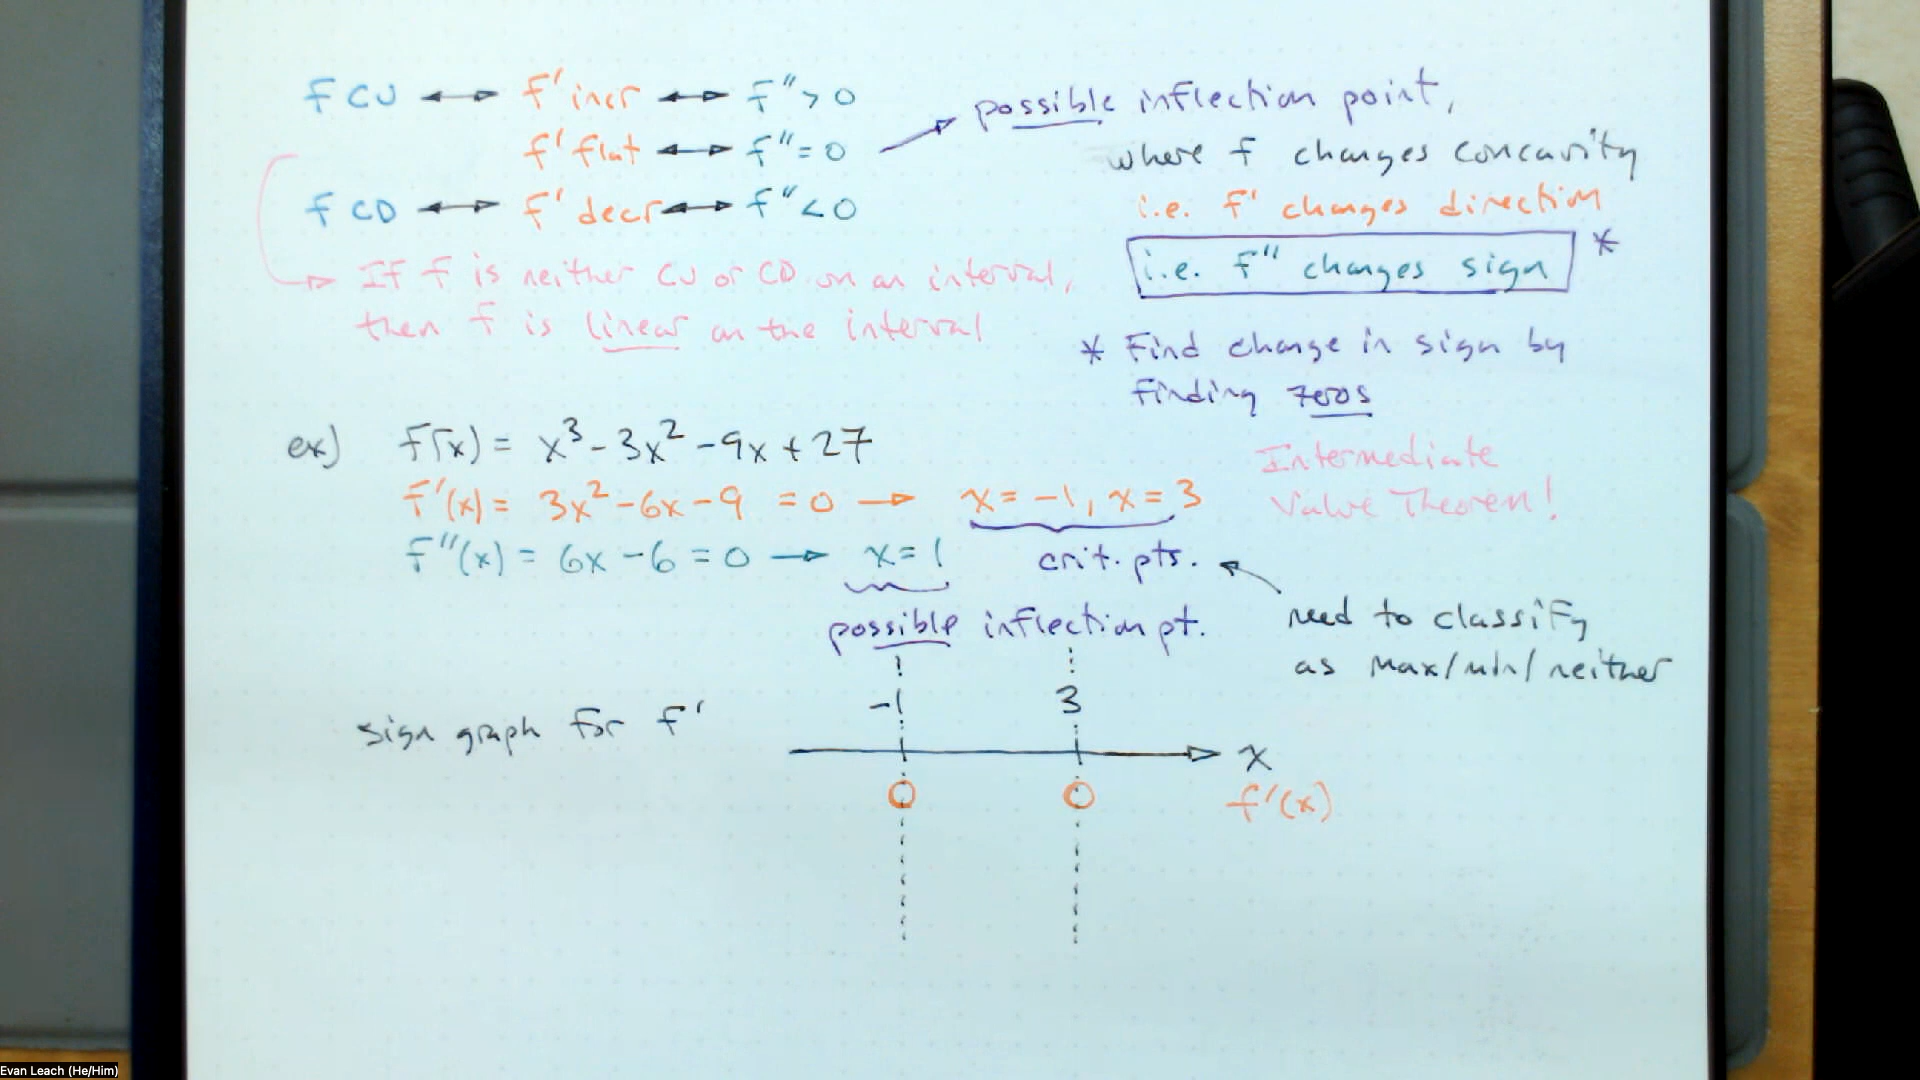 f CU ↔ f' incr ↔ f" > 0
f' flat ↔ f" = 0
f CD ↔ f' decr ↔ f" < 0
possible inflection point,
where f changes concavity
i.e. f' changes direction
i.e. f" changes sign *
If f is neither CU or CD on an interval,
then f is linear on the interval
* Find change in sign by
finding zeros
Intermediate
Value Theorem!
ex) f(x) = x³ - 3x² - 9x + 27
f'(x) = 3x² - 6x - 9 = 0 → x = -1, x = 3
f"(x) = 6x - 6 = 0 → x = 1
crit. pts.
possible inflection pt.
need to classify
as max/min/neither
sign graph for f'
-1 3
x
0 0 f'(x)
Evan Leach (He/Him)